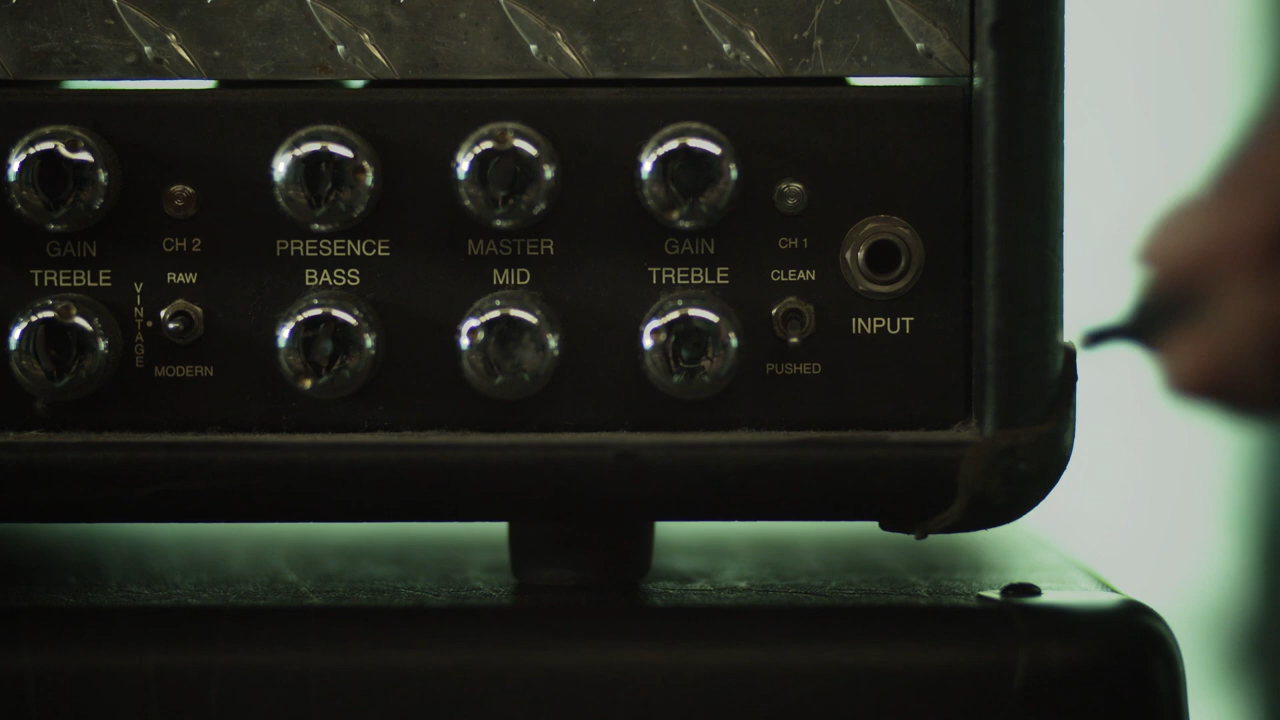 GAIN CH 2 PRESENCE MASTER GAIN CH 1
TREBLE RAW BASS MID TREBLE CLEAN
VINTAGE
INPUT
MODERN PUSHED